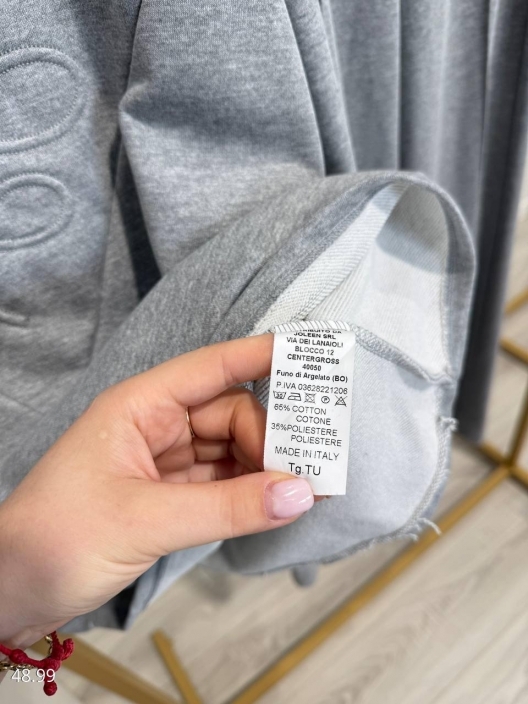 JOLEEN SRL
VIA DEI LANAIOLI
BLOCCO 12
CENTERGROSS
40050
Funo di Argelato (BO)
P.IVA 03628221206
65% COTTON
COTONE
35%POLIESTERE
POLIESTERE
MADE IN ITALY
Tg.TU
48.99